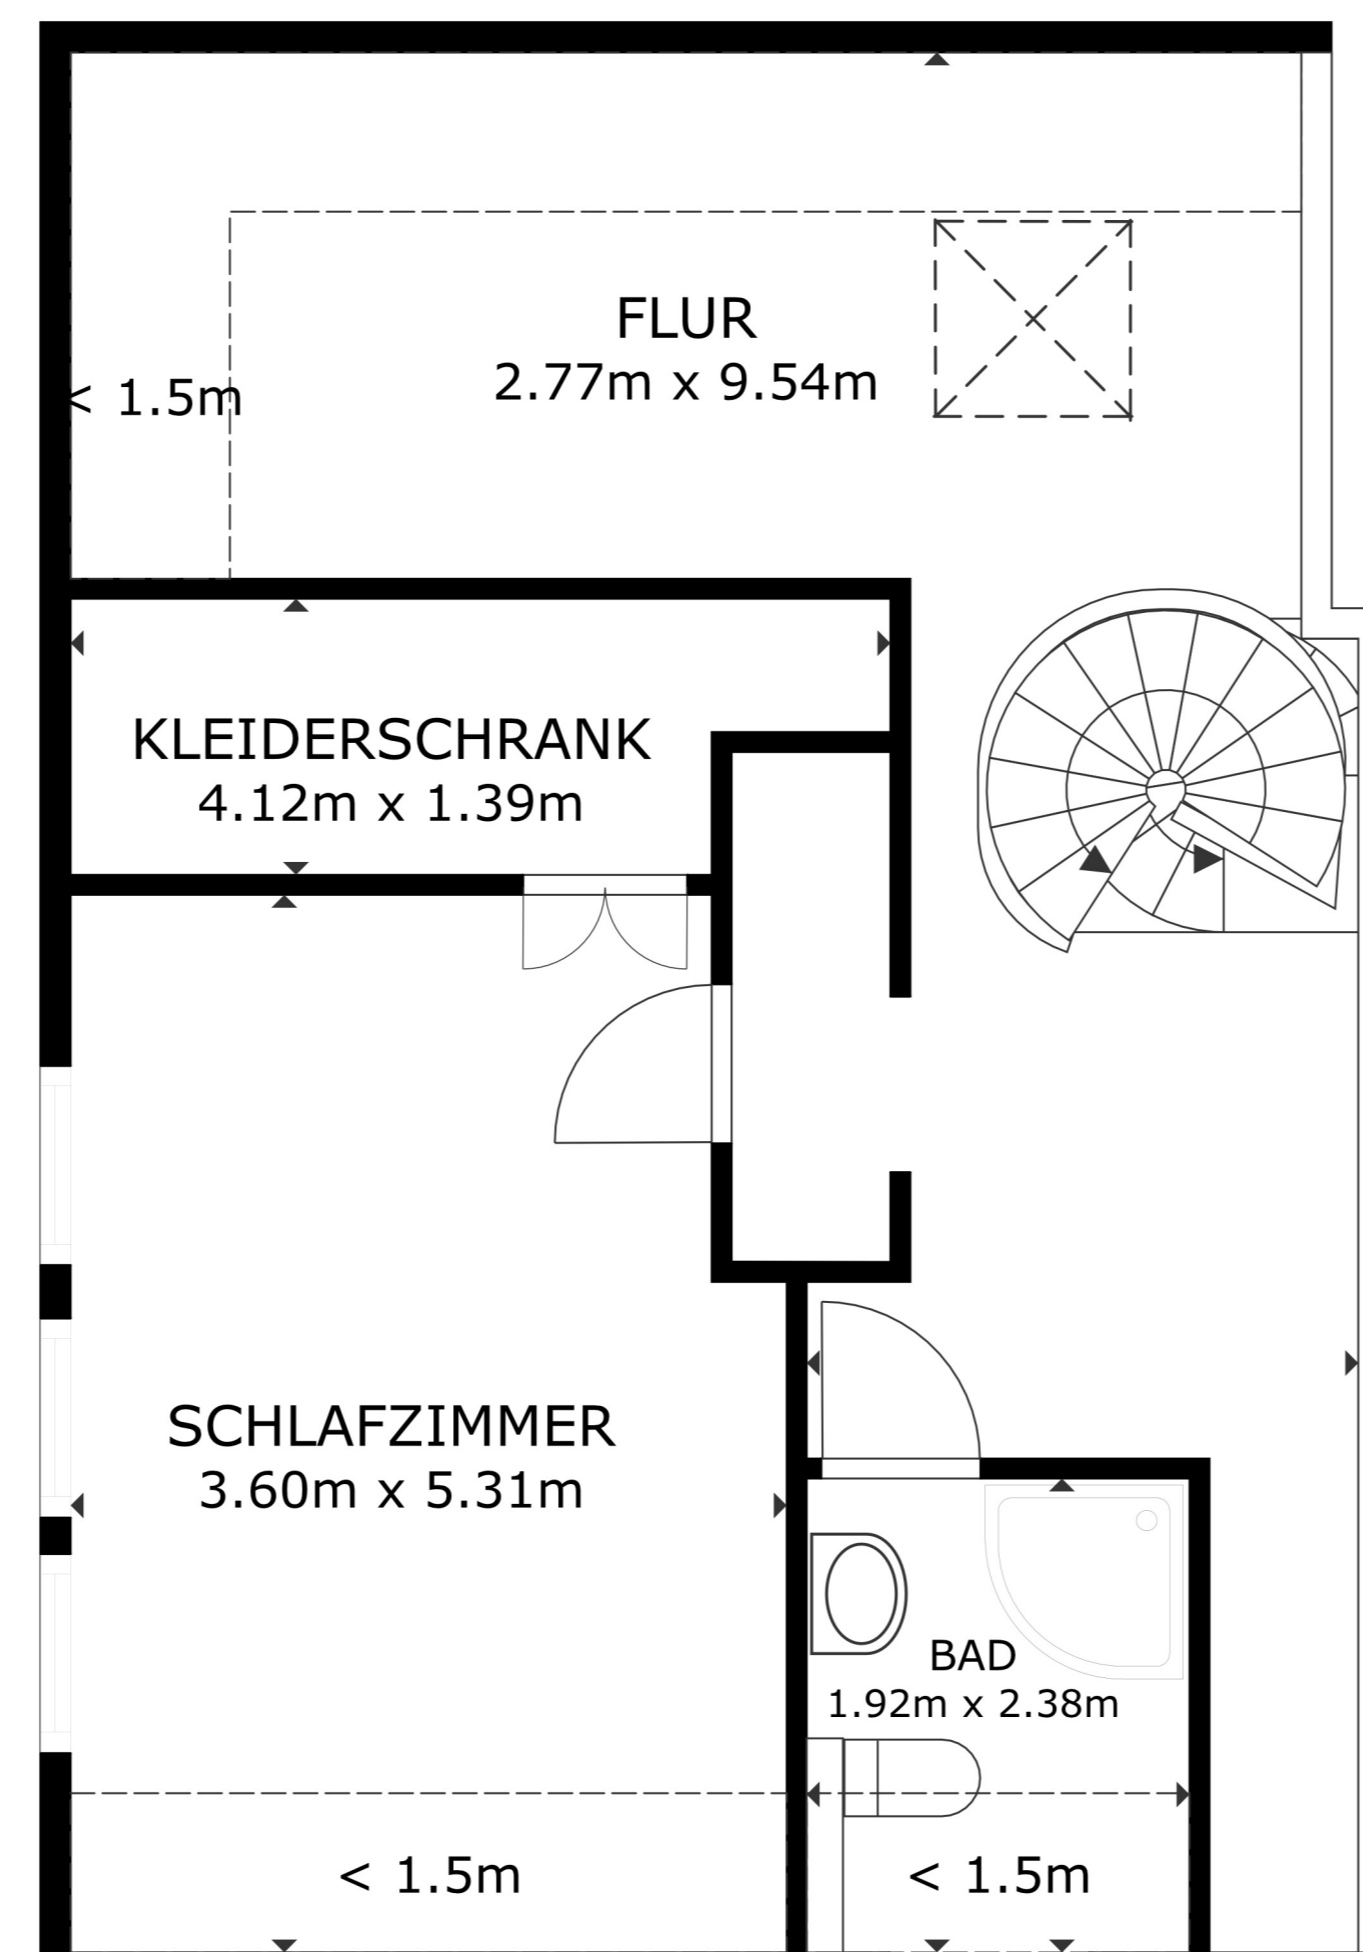 FLUR
2.77m x 9.54m
< 1.5m
KLEIDERSCHRANK
4.12m x 1.39m
SCHLAFZIMMER
3.60m x 5.31m
BAD
1.92m x 2.38m
< 1.5m
< 1.5m